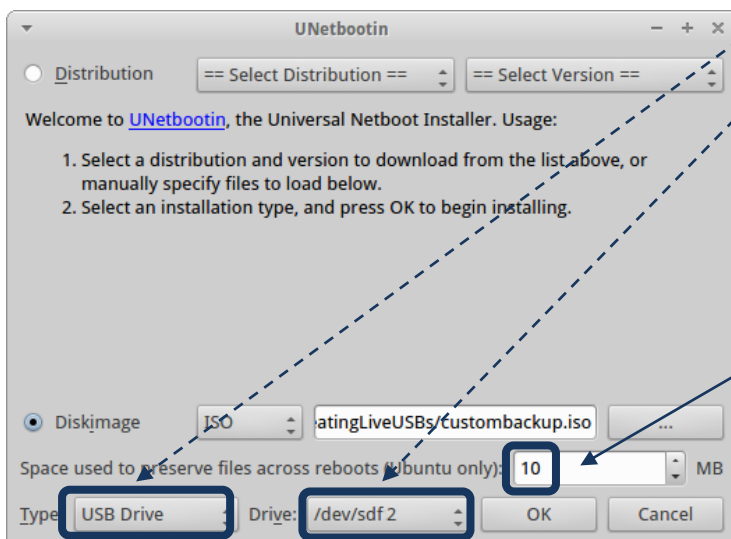 UNetbootin
Distribution == Select Distribution == == Select Version ==
Welcome to UNetbootin, the Universal Netboot Installer. Usage:
1. Select a distribution and version to download from the list above, or
manually specify files to load below.
2. Select an installation type, and press OK to begin installing.
Diskimage ISO eatingLiveUSBs/custombackup.iso ...
Space used to preserve files across reboots (Ubuntu only): 10 MB
Type USB Drive Drive: /dev/sdf 2 OK Cancel